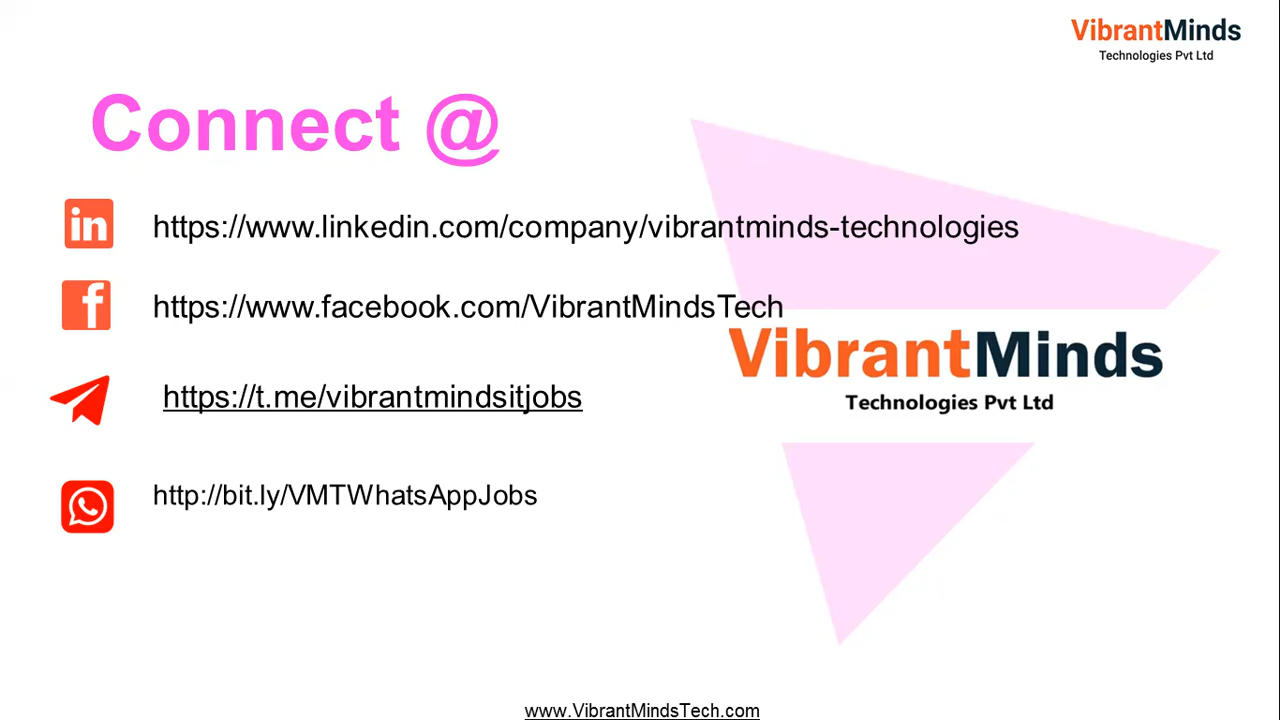 VibrantMinds
Technologies Pvt Ltd
Connect @
in https://www.linkedin.com/company/vibrantminds-technologies
f https://www.facebook.com/VibrantMindsTech
VibrantMinds
Technologies Pvt Ltd
https://t.me/vibrantmindsitjobs
http://bit.ly/VMTWhatsAppJobs
www.VibrantMindsTech.com